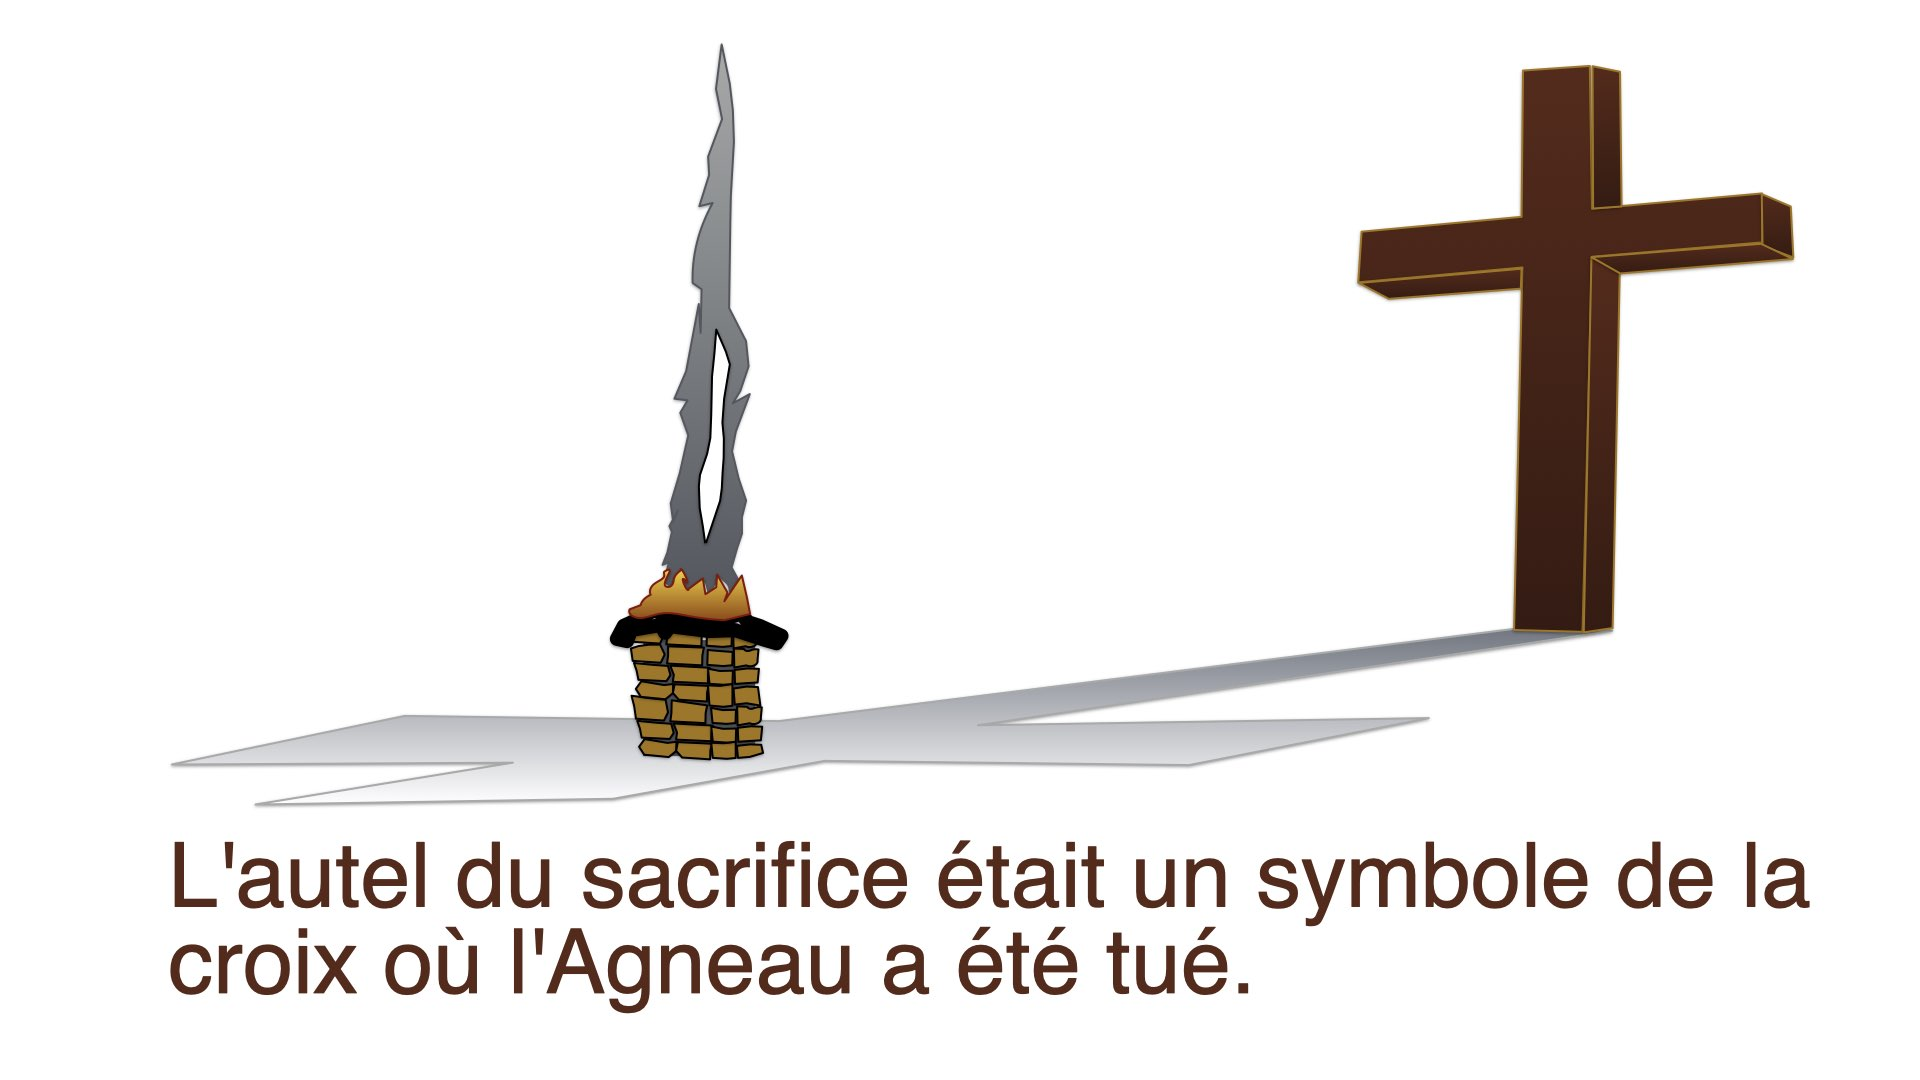 L'autel du sacrifice était un symbole de la
croix où l'Agneau a été tué.